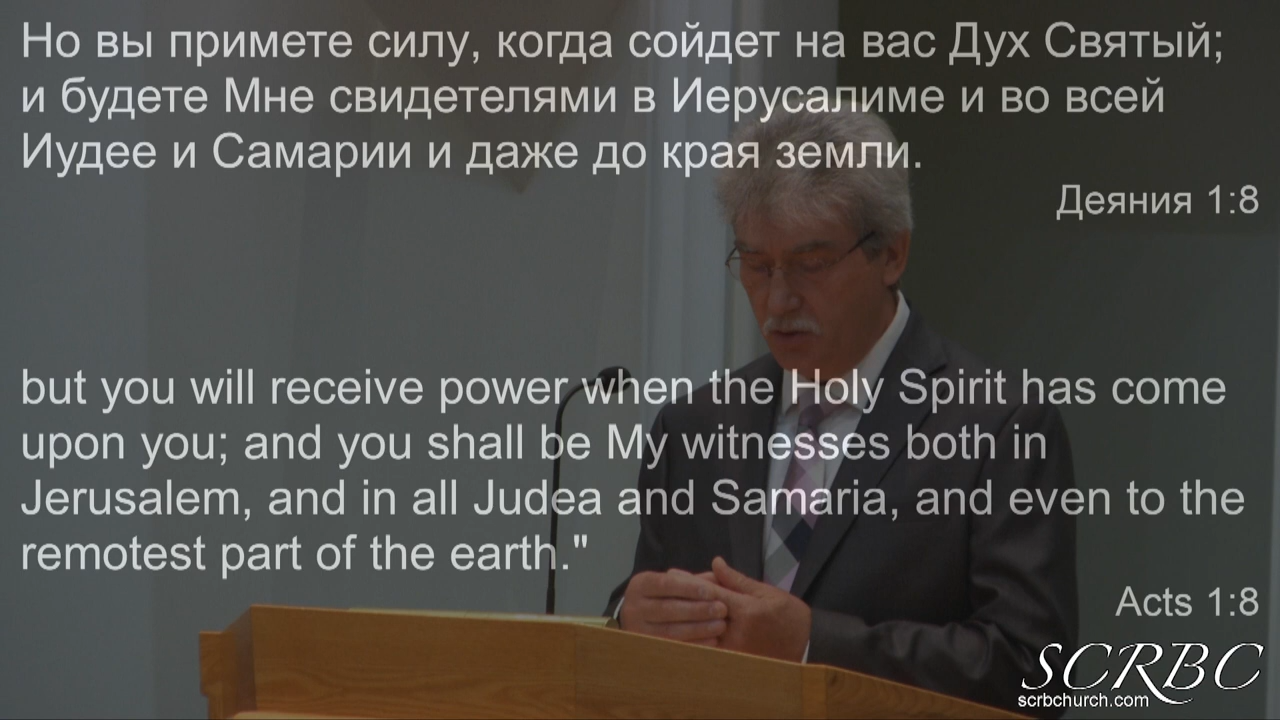 Но вы примете силу, когда сойдет на вас Дух Святый;
и будете Мне свидетелями в Иерусалиме и во всей
Иудее и Самарии и даже до края земли.
Деяния 1:8
but you will receive power when the Holy Spirit has come
upon you; and you shall be My witnesses both in
Jerusalem, and in all Judea and Samaria, and even to the
remotest part of the earth."
Acts 1:8
SCRBC
scrbchurch.com